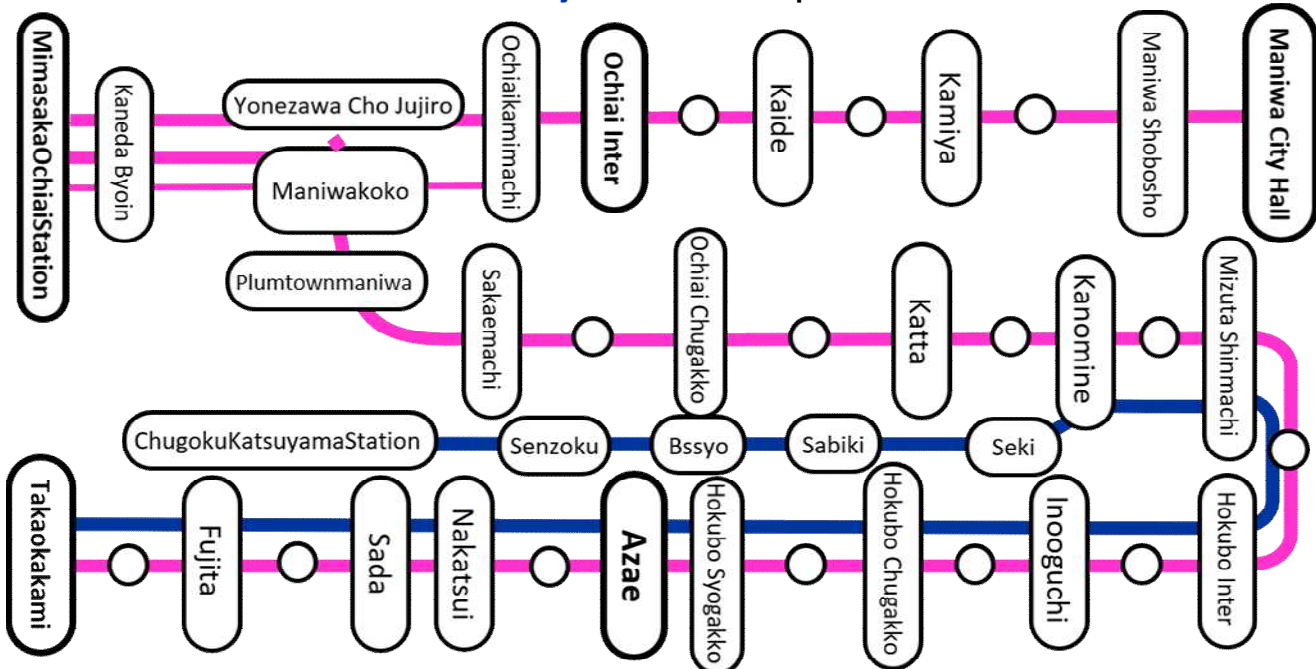 MimasakaOchiaiStation
Kaneda Byoin
Yonezawa Cho Jujiro
Maniwakoko
Plumtownmaniwa
Ochiaikamimachi
Ochiai Inter
Kaide
Kamiya
Maniwa Shobosho
Maniwa City Hall
Sakaemachi
Ochiai Chugakko
Katta
Kanomine
Mizuta Shinmachi
ChugokuKatsuyamaStation
Senzoku
Bssyo
Sabiki
Seki
Takaokakami
Fujita
Sada
Nakatsui
Azae
Hokubo Syogakko
Hokubo Chugakko
Inooguchi
Hokubo Inter